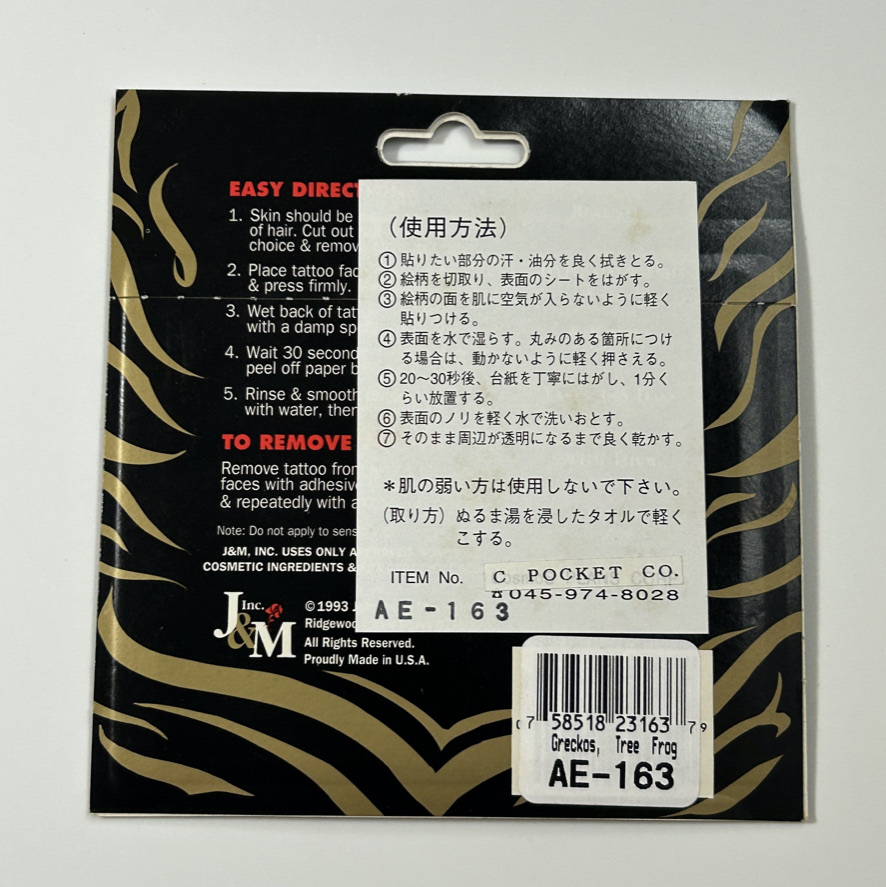 EASY DIREC
1. Skin should be
of hair. Cut out
choice & remov
2. Place tattoo fac
& press firmly.
3. Wet back of tat
with a damp sp
4. Wait 30 second
peel off paper b
5. Rinse & smooth
with water, then
TO REMOVE
Remove tattoo from
faces with adhesive
& repeatedly with a
Note: Do not apply to sens
J&M, INC. USES ONLY A
COSMETIC INGREDIENTS &
J&M Inc.
©1993 J
Ridgewoo
All Rights Reserved.
Proudly Made in U.S.A.
(使用方法)
①貼りたい部分の汗・油分を良く拭きとる。
②絵柄を切取り、表面のシートをはがす。
③絵柄の面を肌に空気が入らないように軽く
貼りつける。
④表面を水で湿らす。丸みのある箇所につけ
る場合は、動かないように軽く押さえる。
⑤20〜30秒後、台紙を丁寧にはがし、1分く
らい放置する。
⑥表面のノリを軽く水で洗いおとす。
⑦そのまま周辺が透明になるまで良く乾かす。
*肌の弱い方は使用しないで下さい。
(取り方)ぬるま湯を浸したタオルで軽く
こする。
ITEM No. C POCKET CO.
☎045-974-8028
AE-163
07 58518 23163 79
Greckos, Tree Frog
AE-163